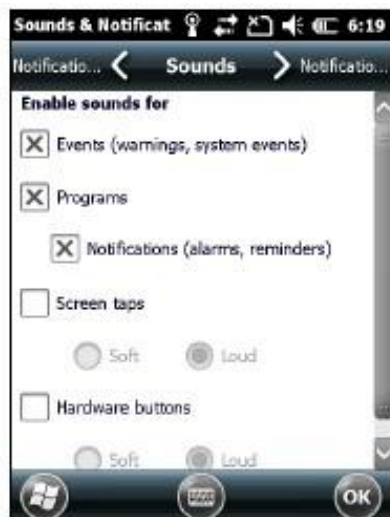 Sounds & Notificat 6:19
Notificatio... Sounds Notificatio...
Enable sounds for
Events (warnings, system events)
Programs
Notifications (alarms, reminders)
Screen taps
Soft Loud
Hardware buttons
Soft Loud
OK